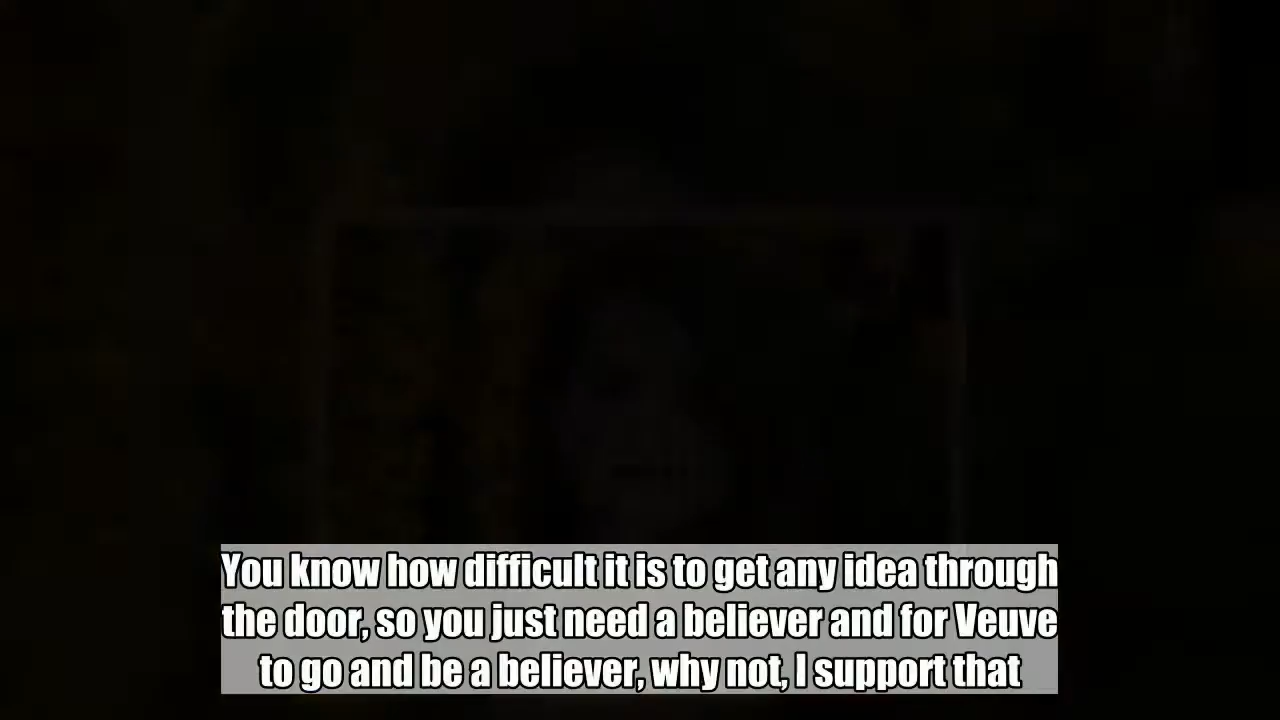 You know how difficult it is to get any idea through
the door, so you just need a believer and for Veuve
to go and be a believer, why not, I support that